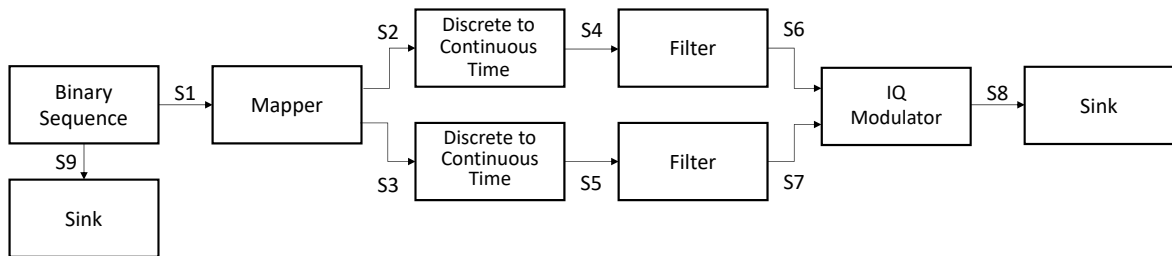 Binary
Sequence
S1
S9
Sink
Mapper
S2
S3
Discrete to
Continuous
Time
S4
Filter
S6
Discrete to
Continuous
Time
S5
Filter
S7
IQ
Modulator
S8
Sink